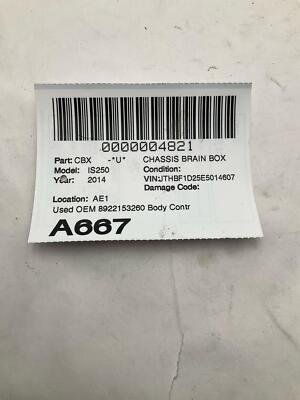 0000004821
Part: CBX -*U* CHASSIS BRAIN BOX
Model: IS250 Condition:
Year: 2014 VIN:JTHBF1D25E5014607
Damage Code:
Location: AE1
Used OEM 8922153260 Body Contr
A667